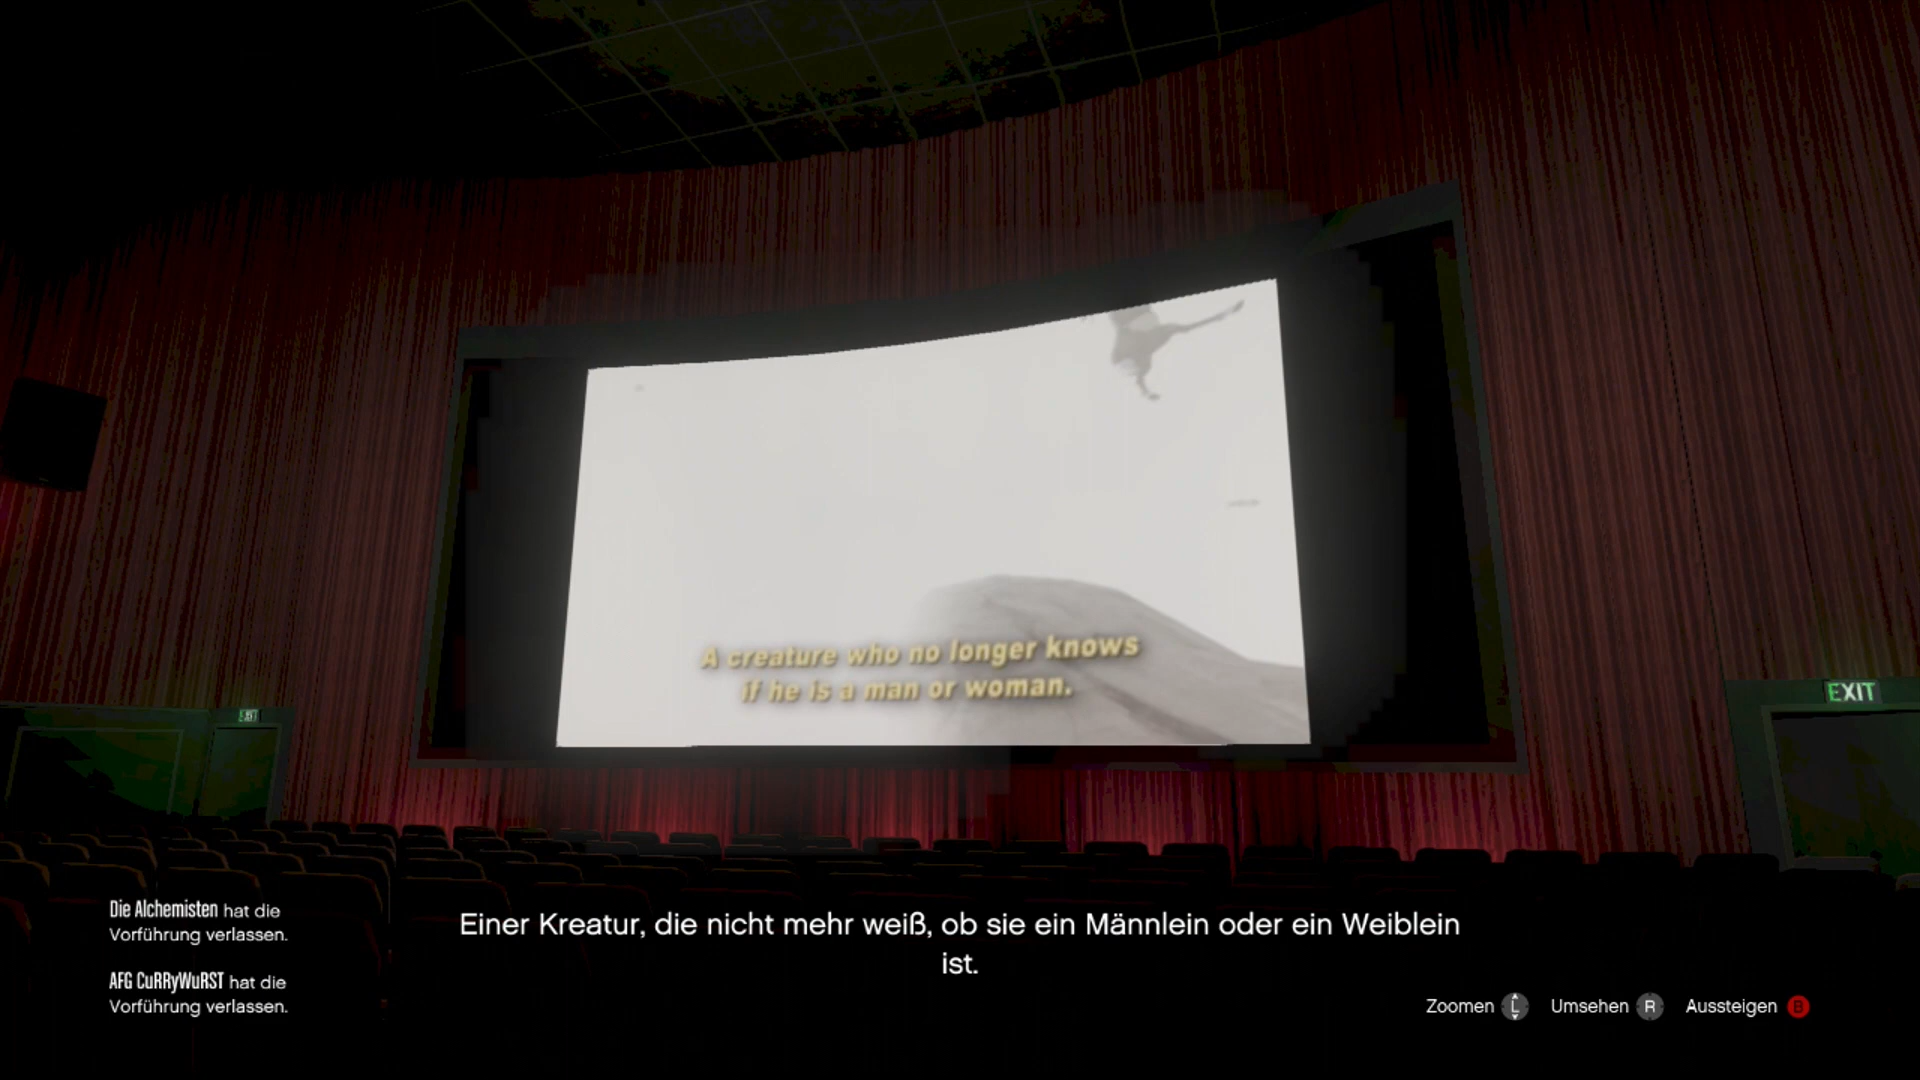 A creature who no longer knows
if he is a man or woman.
EXIT
EXIT
Die Alchemisten hat die
Vorführung verlassen.
AFG CuRRyWuRST hat die
Vorführung verlassen.
Einer Kreatur, die nicht mehr weiß, ob sie ein Männlein oder ein Weiblein
ist.
Zoomen L Umsehen R Aussteigen B